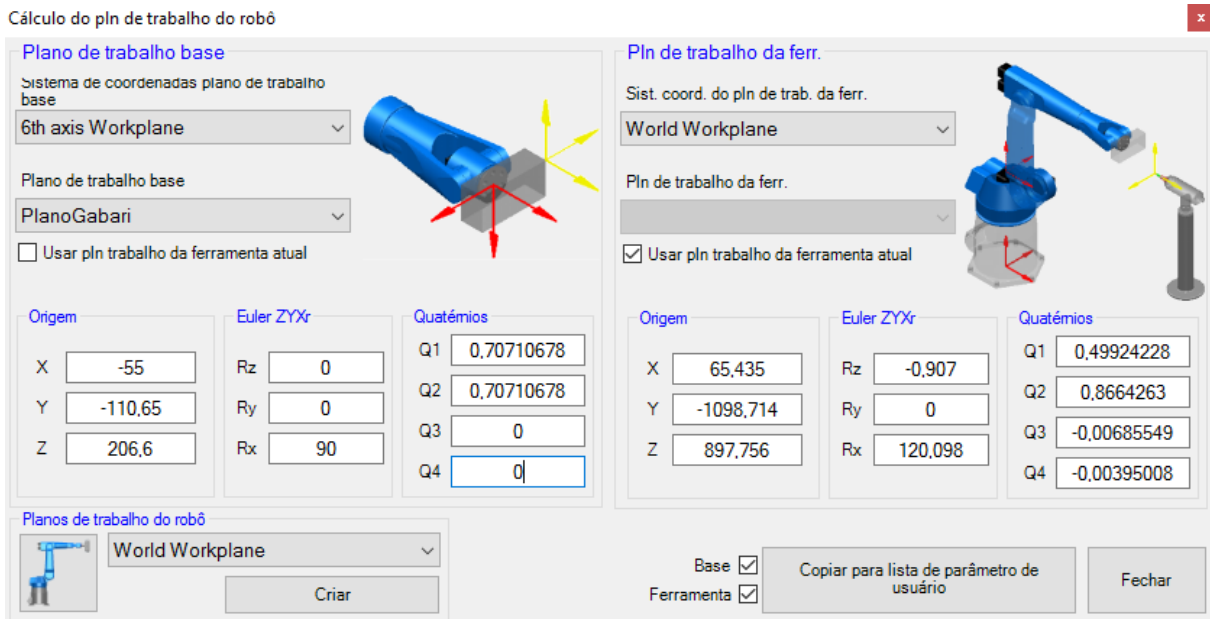 Cálculo do pln de trabalho do robô
x
Plano de trabalho base
Sistema de coordenadas plano de trabalho
base
6th axis Workplane
Plano de trabalho base
PlanoGabari
Usar pln trabalho da ferramenta atual
Origem
X -55
Y -110,65
Z 206,6
Euler ZYXr
Rz 0
Ry 0
Rx 90
Quatérnios
Q1 0,70710678
Q2 0,70710678
Q3 0
Q4 0
Pln de trabalho da ferr.
Sist. coord. do pln de trab. da ferr.
World Workplane
Pln de trabalho da ferr.
Usar pln trabalho da ferramenta atual
Origem
X 65,435
Y -1098,714
Z 897,756
Euler ZYXr
Rz -0,907
Ry 0
Rx 120,098
Quatérnios
Q1 0,49924228
Q2 0,8664263
Q3 -0,00685549
Q4 -0,00395008
Planos de trabalho do robô
World Workplane
Criar
Base
Ferramenta
Copiar para lista de parâmetro de
usuário
Fechar